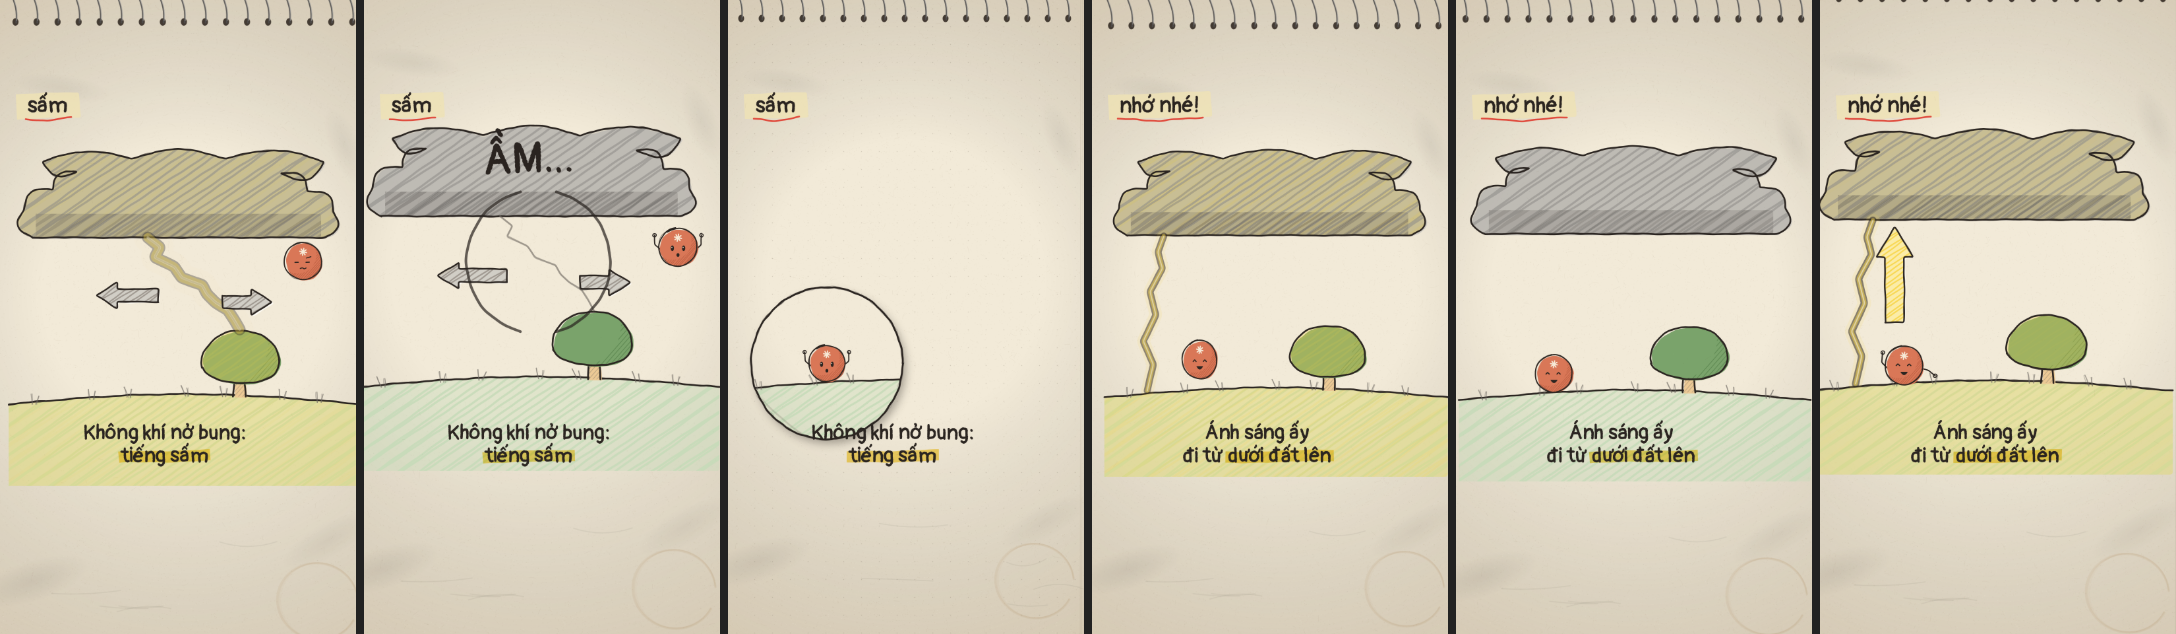 sấm
Không khí nở bung:
tiếng sấm
sấm
ẦM...
Không khí nở bung:
tiếng sấm
sấm
Không khí nở bung:
tiếng sấm
nhớ nhé!
Ánh sáng ấy
đi từ dưới đất lên
nhớ nhé!
Ánh sáng ấy
đi từ dưới đất lên
nhớ nhé!
Ánh sáng ấy
đi từ dưới đất lên